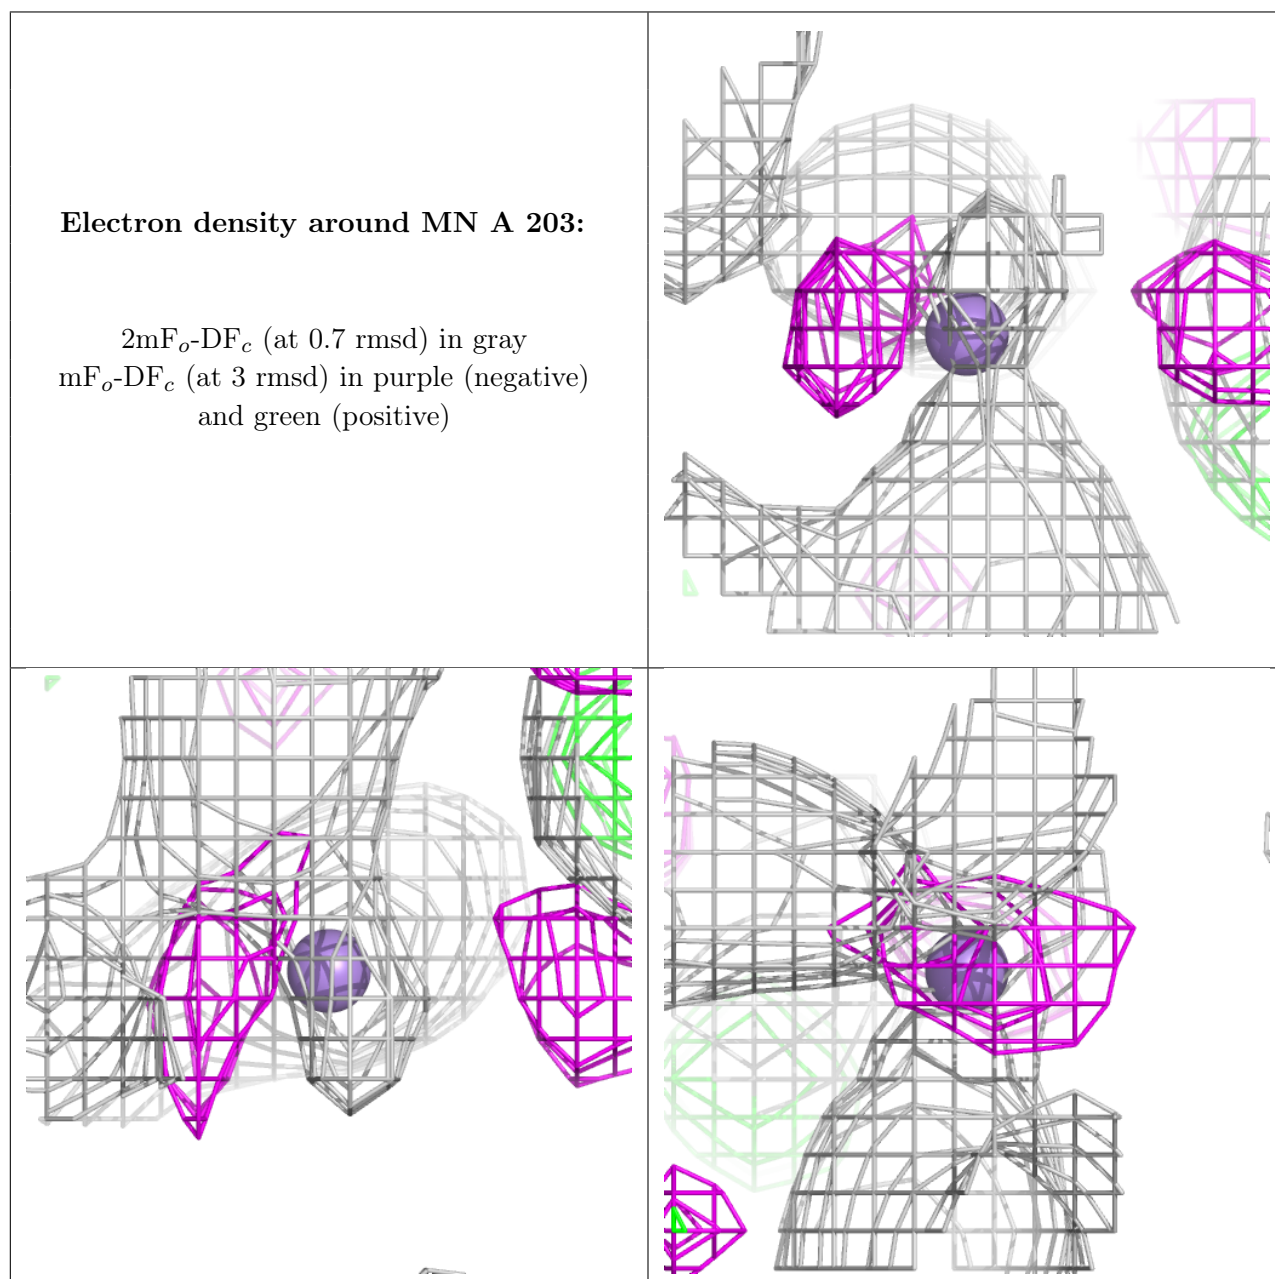 Electron density around MN A 203:
2mFo-DFc (at 0.7 rmsd) in gray
mFo-DFc (at 3 rmsd) in purple (negative)
and green (positive)